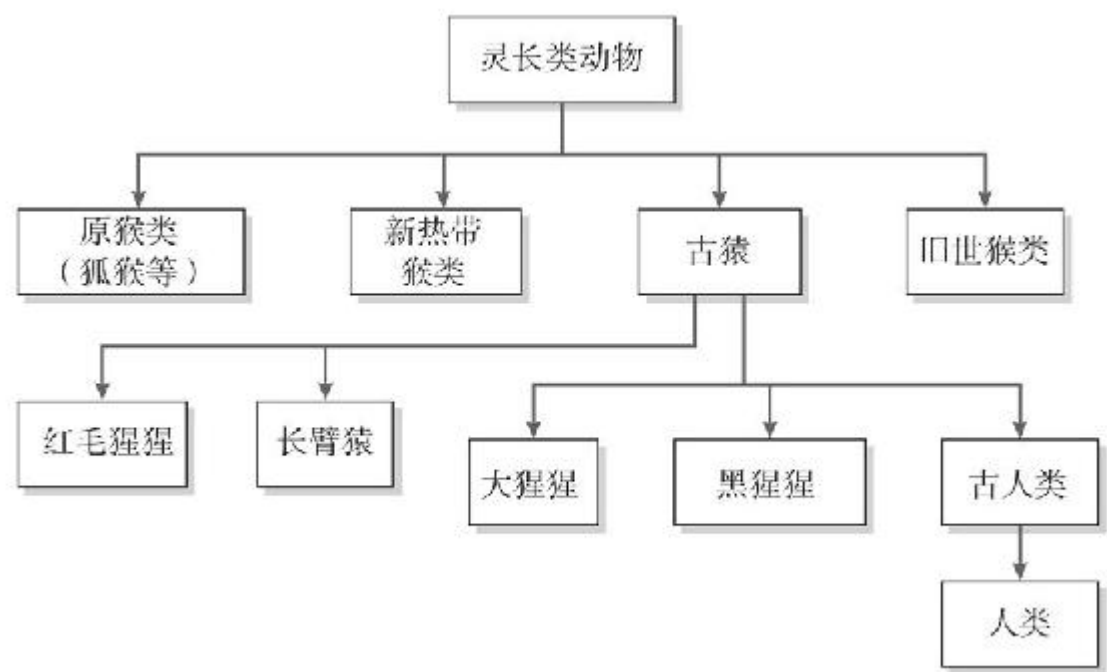 灵长类动物
原猴类
（狐猴等）
新热带
猴类
古猿
旧世猴类
红毛猩猩
长臂猿
大猩猩
黑猩猩
古人类
人类